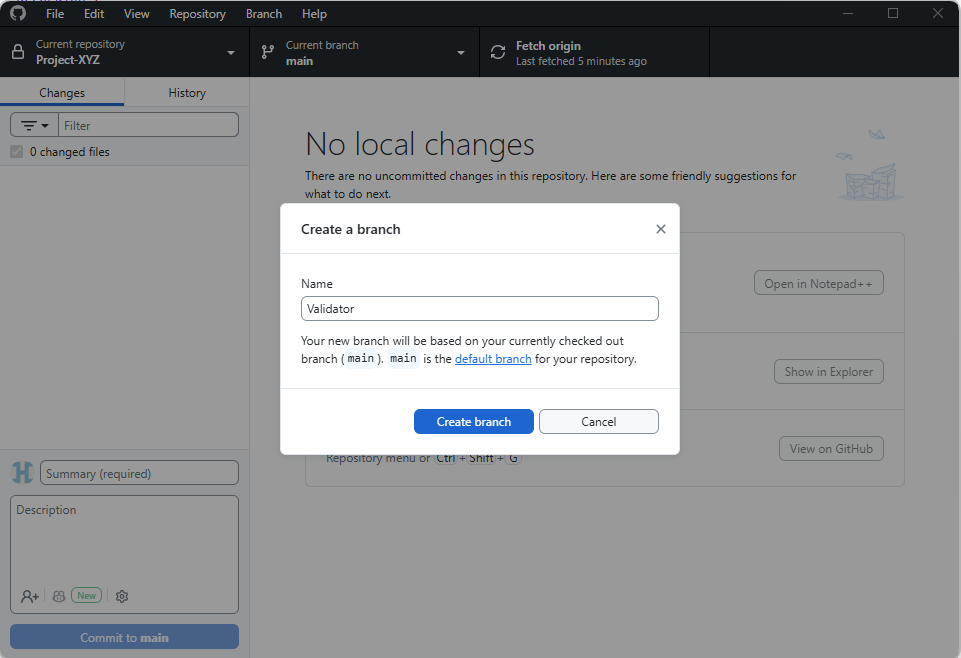 File Edit View Repository Branch Help
Current repository
Project-XYZ
Current branch
main
Fetch origin
Last fetched 5 minutes ago
Changes
History
Filter
0 changed files
No local changes
There are no uncommitted changes in this repository. Here are some friendly suggestions for
what to do next.
Create a branch
Name
Validator
Your new branch will be based on your currently checked out
branch (main). main is the default branch for your repository.
Create branch
Cancel
Open in Notepad++
Show in Explorer
View on GitHub
Repository menu or Ctrl + Shift + G
Summary (required)
Description
New
Commit to main